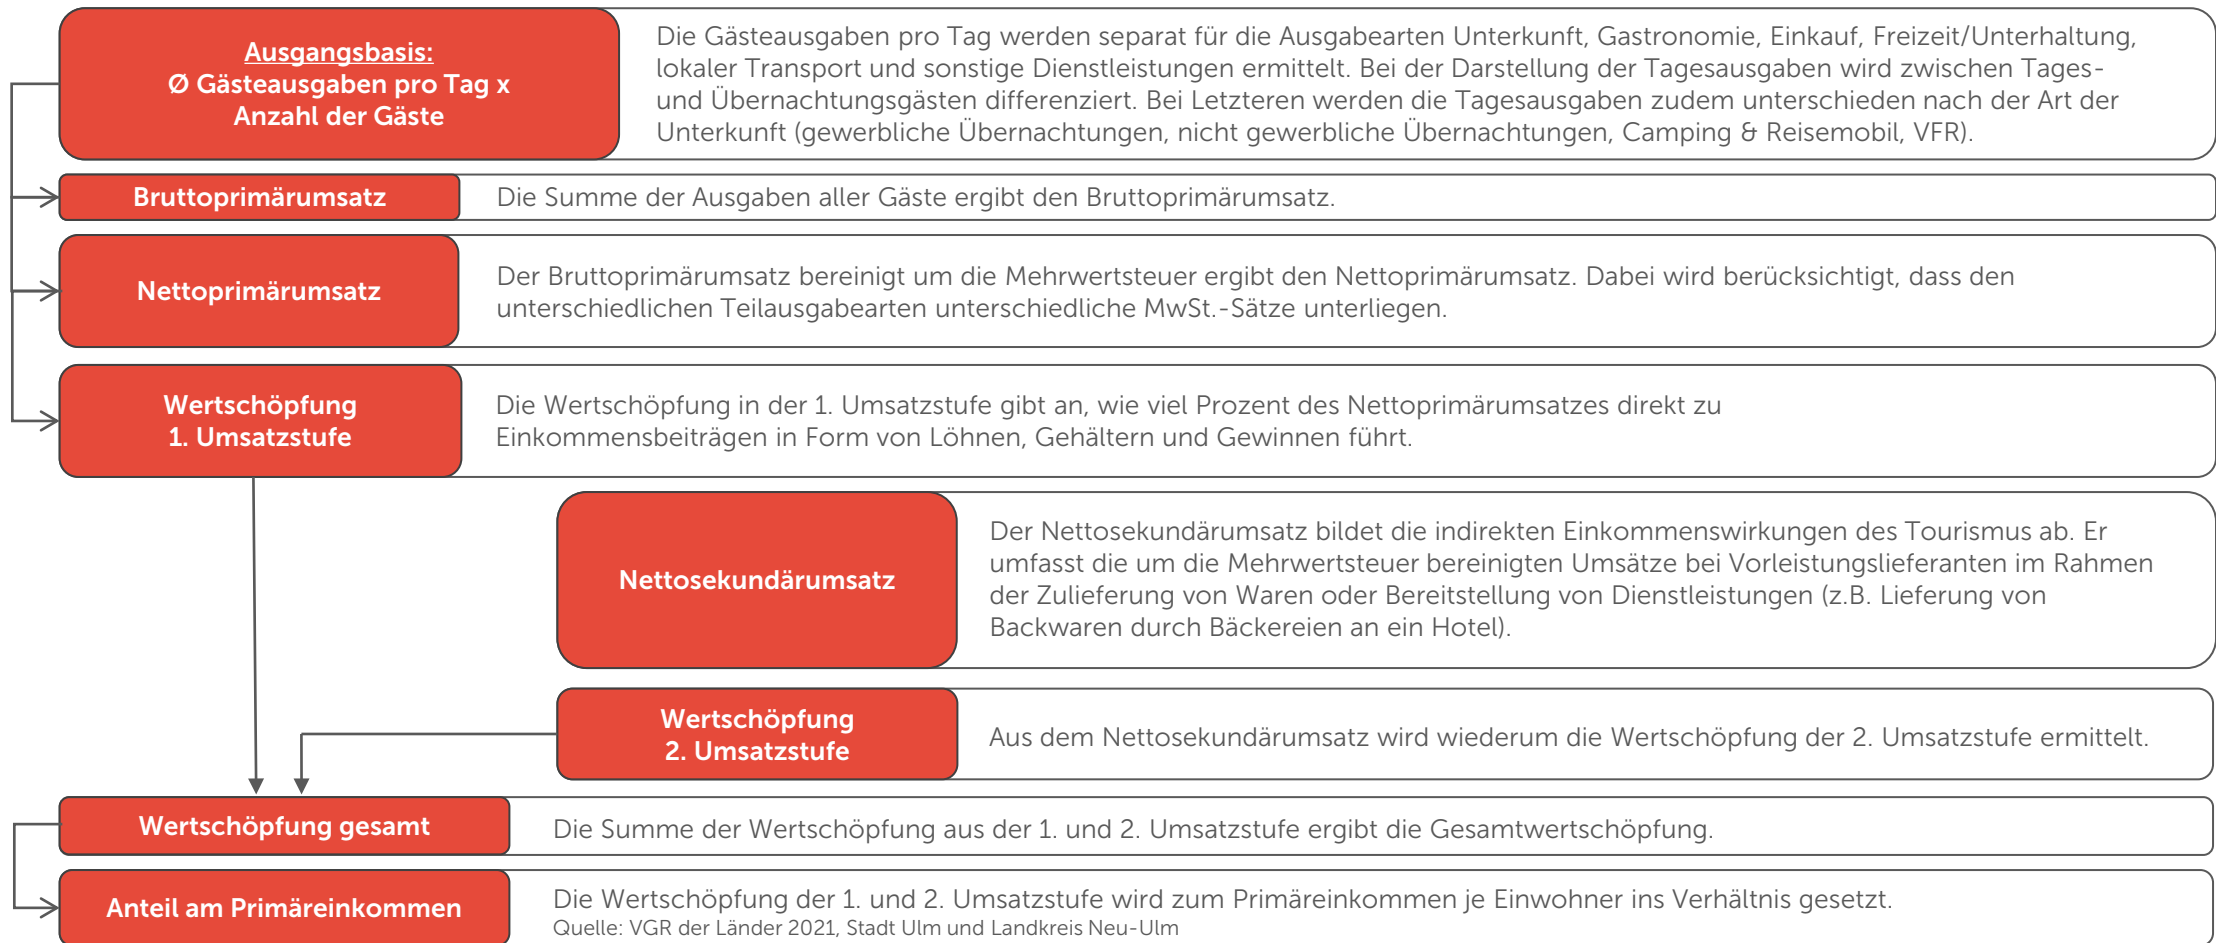 Ausgangsbasis:
Ø Gästeausgaben pro Tag x
Anzahl der Gäste
Die Gästeausgaben pro Tag werden separat für die Ausgabearten Unterkunft, Gastronomie, Einkauf, Freizeit/Unterhaltung,
lokaler Transport und sonstige Dienstleistungen ermittelt. Bei der Darstellung der Tagesausgaben wird zwischen Tages-
und Übernachtungsgästen differenziert. Bei Letzteren werden die Tagesausgaben zudem unterschieden nach der Art der
Unterkunft (gewerbliche Übernachtungen, nicht gewerbliche Übernachtungen, Camping & Reisemobil, VFR).
Bruttoprimärumsatz
Die Summe der Ausgaben aller Gäste ergibt den Bruttoprimärumsatz.
Nettoprimärumsatz
Der Bruttoprimärumsatz bereinigt um die Mehrwertsteuer ergibt den Nettoprimärumsatz. Dabei wird berücksichtigt, dass den
unterschiedlichen Teilausgabearten unterschiedliche MwSt.-Sätze unterliegen.
Wertschöpfung
1. Umsatzstufe
Die Wertschöpfung in der 1. Umsatzstufe gibt an, wie viel Prozent des Nettoprimärumsatzes direkt zu
Einkommensbeiträgen in Form von Löhnen, Gehältern und Gewinnen führt.
Nettosekundärumsatz
Der Nettosekundärumsatz bildet die indirekten Einkommenswirkungen des Tourismus ab. Er
umfasst die um die Mehrwertsteuer bereinigten Umsätze bei Vorleistungslieferanten im Rahmen
der Zulieferung von Waren oder Bereitstellung von Dienstleistungen (z.B. Lieferung von
Backwaren durch Bäckereien an ein Hotel).
Wertschöpfung
2. Umsatzstufe
Aus dem Nettosekundärumsatz wird wiederum die Wertschöpfung der 2. Umsatzstufe ermittelt.
Wertschöpfung gesamt
Die Summe der Wertschöpfung aus der 1. und 2. Umsatzstufe ergibt die Gesamtwertschöpfung.
Anteil am Primäreinkommen
Die Wertschöpfung der 1. und 2. Umsatzstufe wird zum Primäreinkommen je Einwohner ins Verhältnis gesetzt.
Quelle: VGR der Länder 2021, Stadt Ulm und Landkreis Neu-Ulm